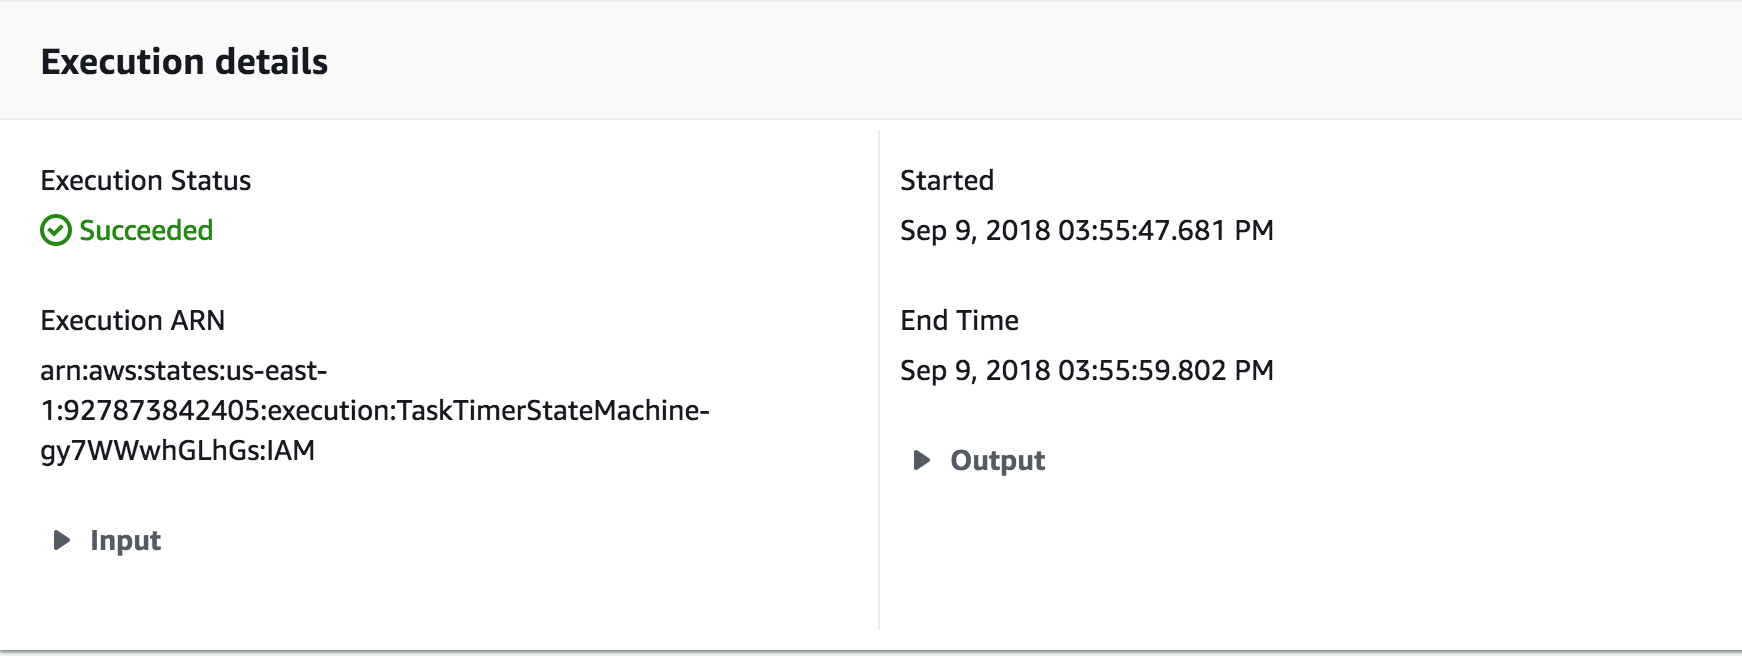 Execution details
Execution Status
Succeeded
Execution ARN
arn:aws:states:us-east-
1:927873842405:execution:TaskTimerStateMachine-
gy7WWwhGLhGs:IAM
Input
Started
Sep 9, 2018 03:55:47.681 PM
End Time
Sep 9, 2018 03:55:59.802 PM
Output